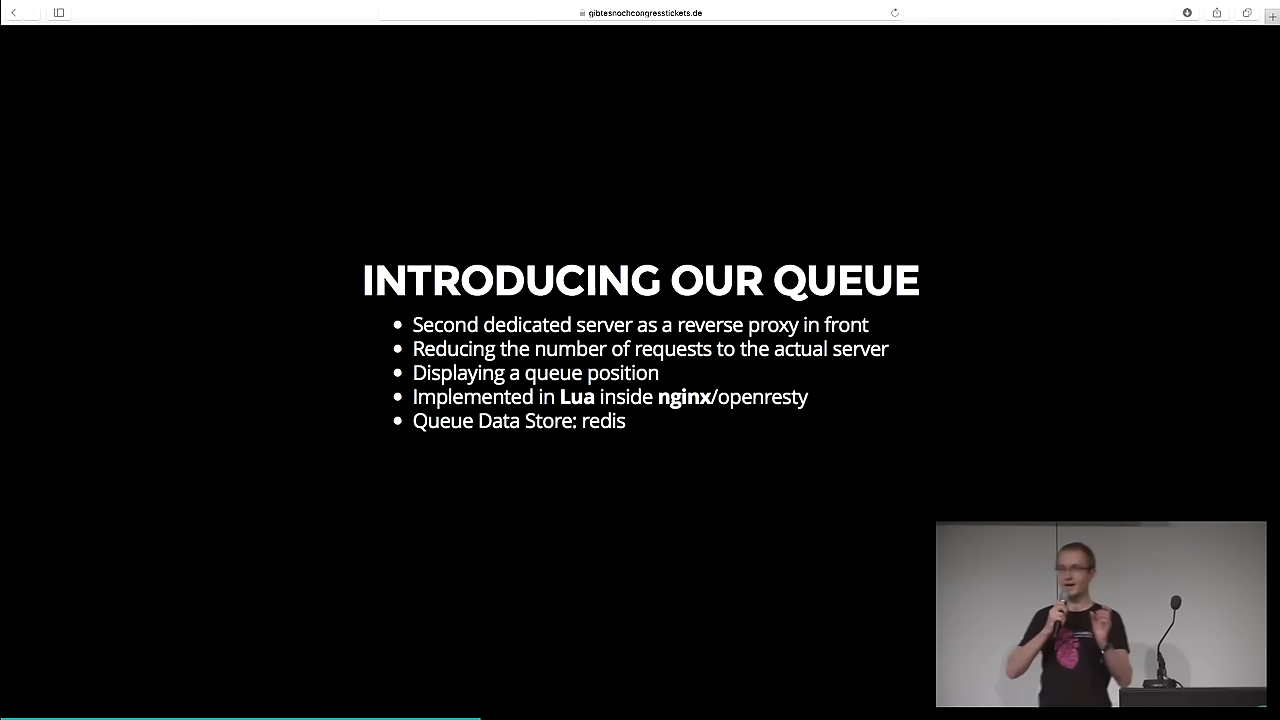 gibtesnochcongresstickets.de
INTRODUCING OUR QUEUE
Second dedicated server as a reverse proxy in front
Reducing the number of requests to the actual server
Displaying a queue position
Implemented in Lua inside nginx/openresty
Queue Data Store: redis